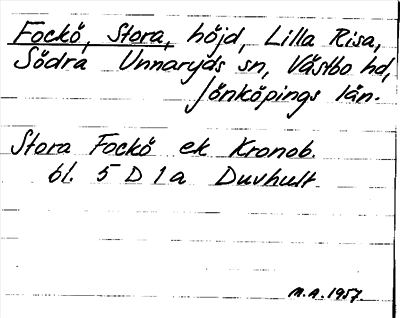 Fockö, Stora, höjd, Lilla Risa,
Södra Unnaryds sn, Västbo hd,
Jönköpings län.
Stora Fockö ek Kronob.
bl. 5 D 1 a Duvhult
M.A. 1957